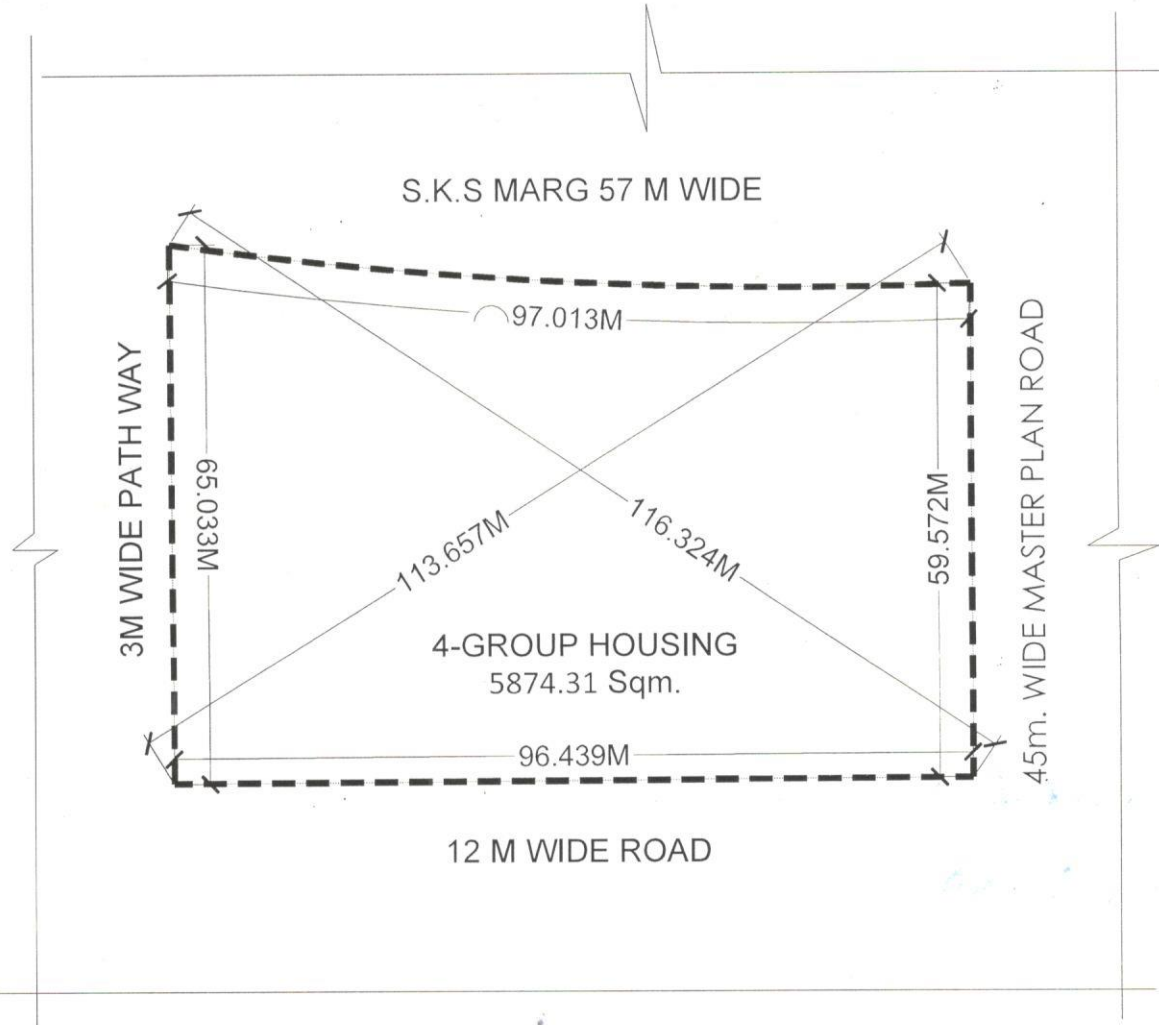 S.K.S MARG 57 M WIDE
97.013M
3M WIDE PATH WAY
65.033M
113.657M
116.324M
59.572M
45m. WIDE MASTER PLAN ROAD
4-GROUP HOUSING
5874.31 Sqm.
96.439M
12 M WIDE ROAD